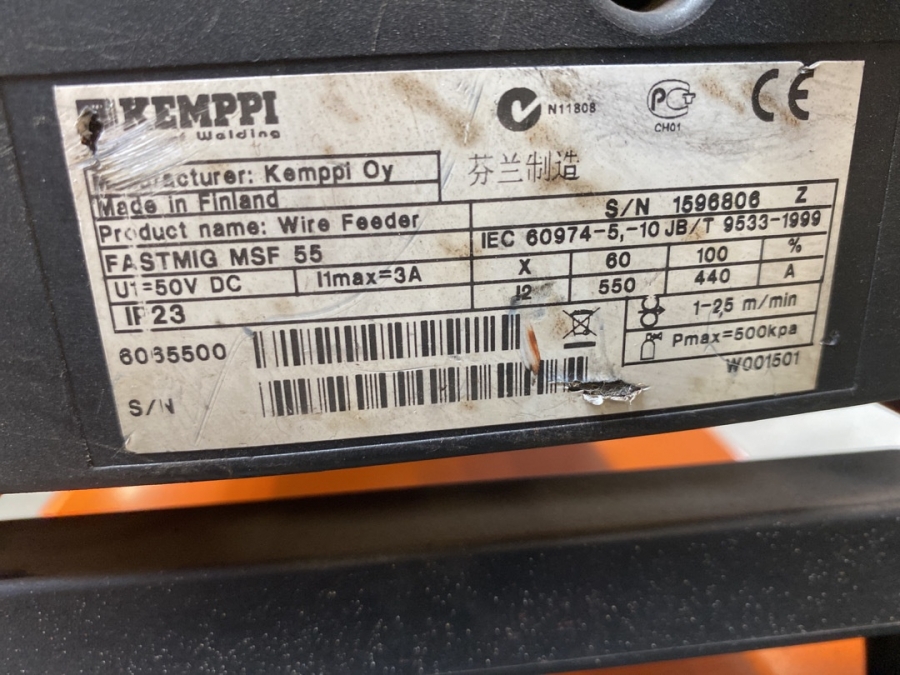 KEMPPI
Welding
N11808
CH01
CE
Manufacturer: Kemppi Oy
芬兰制造
Made in Finland
S/N 1596806 Z
Product name: Wire Feeder
IEC 60974-5,-10 JB/T 9533-1999
FASTMIG MSF 55
X 60 100 %
U1=50V DC I1max=3A
I2 550 440 A
IP23
1-25 m/min
6065500
Pmax=500kpa
W001501
S/N